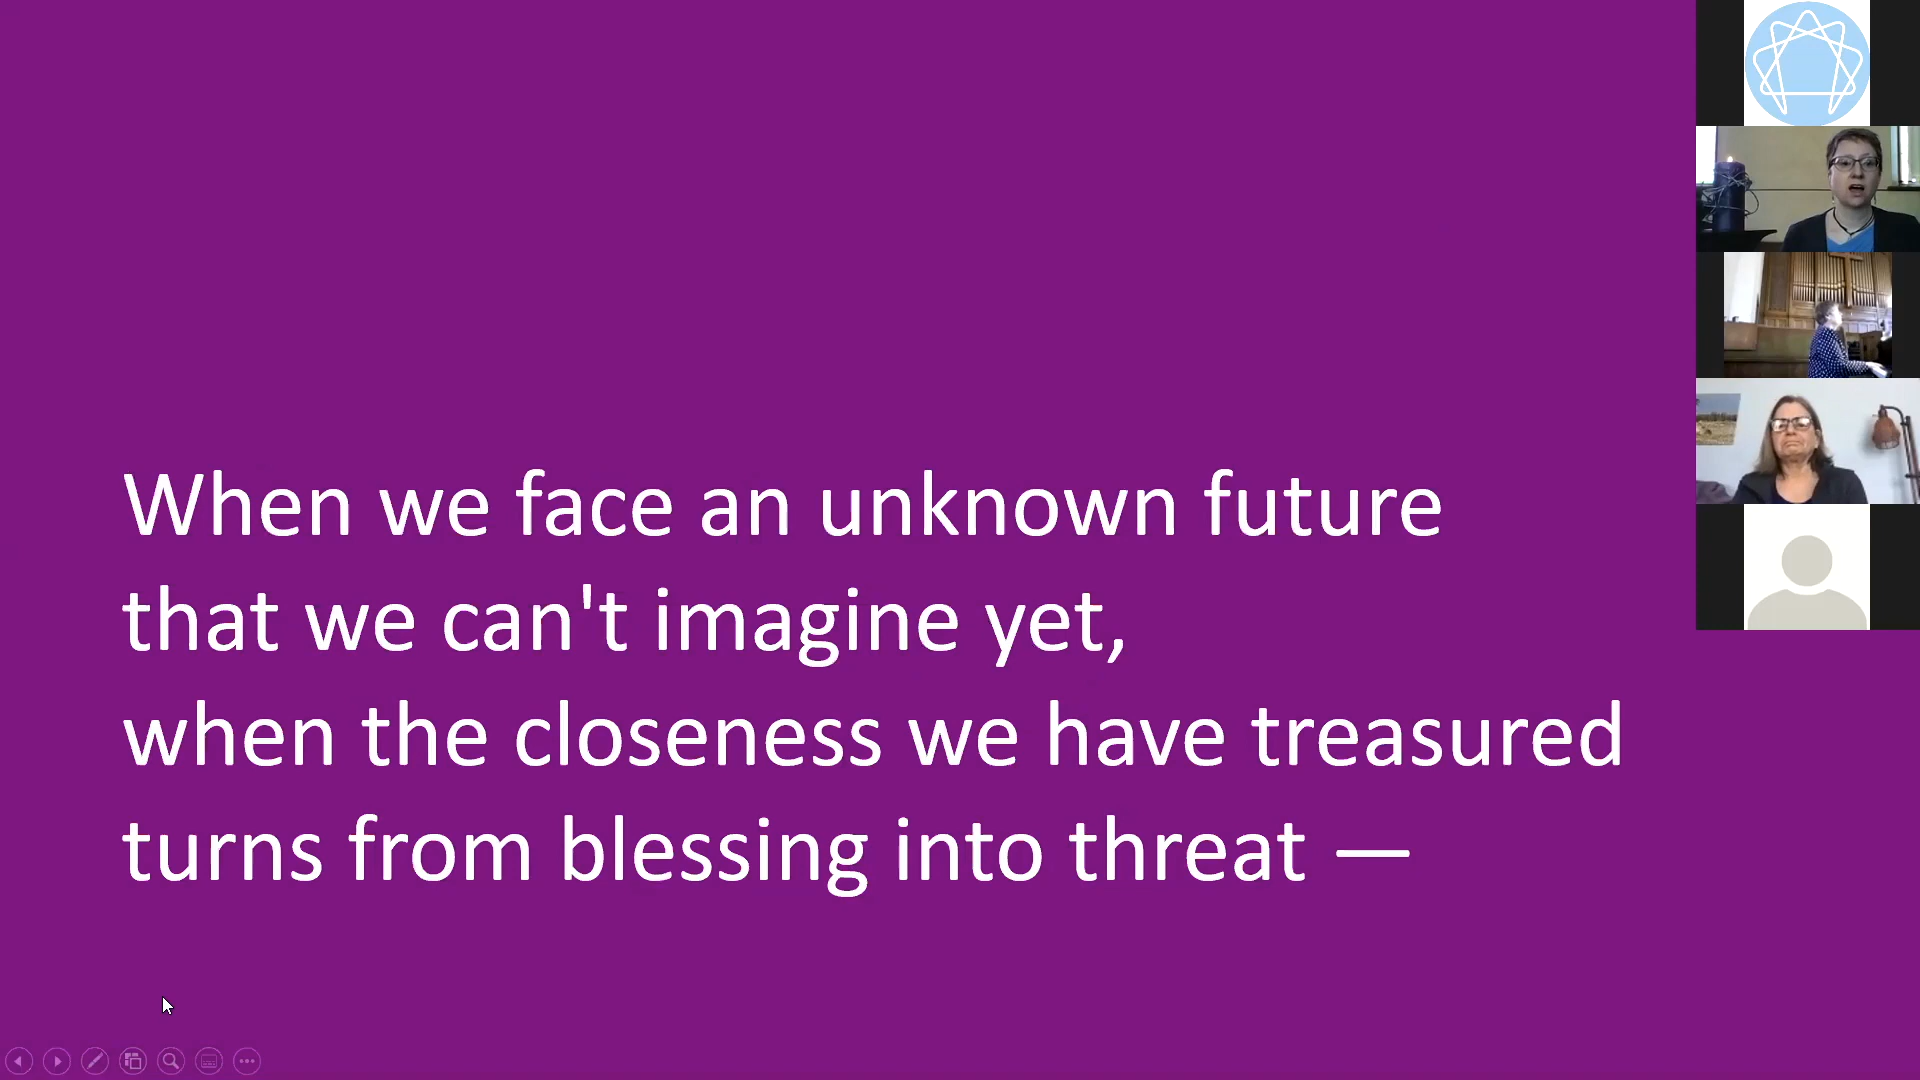 When we face an unknown future
that we can't imagine yet,
when the closeness we have treasured
turns from blessing into threat —